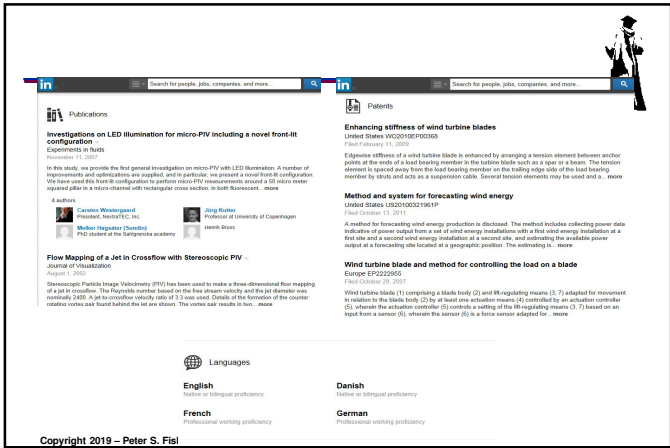 in
Search for people, jobs, companies, and more...
Publications
Investigations on LED illumination for micro-PIV including a novel front-lit
configuration
Experiments in fluids
November 11, 2007
In this study, we provide the first general investigation on micro-PIV with LED illumination. A number of
improvements and optimizations are supplied, and in particular, we present a novel front-lit configuration.
We have used this front-lit configuration to perform micro-PIV measurements around a 50 micro meter
squared pillar in a micro-channel with rectangular cross section, in both fluorescent... more
4 authors
Carsten Westergaard
President, NextraTEC, Inc.
Jörg Kutter
Professor at University of Copenhagen
Melker Hagsäter (Sundin)
PhD student at the Sahlgrenska academy
Henrik Bruss
Flow Mapping of a Jet in Crossflow with Stereoscopic PIV
Journal of Visualization
August 1, 2002
Stereoscopic Particle Image Velocimetry (PIV) has been used to make a three-dimensional flow mapping
of a jet in crossflow. The Reynolds number based on the free stream velocity and the jet diameter was
nominally 2400. A jet-to-crossflow velocity ratio of 3.3 was used. Details of the formation of the counter
rotating vortex pair found behind the jet are shown. The vortex pair results in two... more
in
Search for people, jobs, companies, and more...
Patents
Enhancing stiffness of wind turbine blades
United States WO2010EP00368
Filed February 11, 2009
Edgewise stiffness of a wind turbine blade is enhanced by arranging a tension element between anchor
points at the ends of a load bearing member in the turbine blade such as a spar or a beam. The tension
element is spaced away from the load bearing member on the trailing edge side of the load bearing
member by struts and acts as a suspension cable. Several tension elements may be used and a... more
Method and system for forecasting wind energy
United States US20100321961P
Filed October 13, 2011
A method for forecasting wind energy production is disclosed. The method includes collecting power data
indicative of power output from a set of wind energy installations with a first wind energy installation at a
first site and a second wind energy installation at a second site, and estimating the available power
output at a forecasting site located at a geographic position. The estimating is... more
Wind turbine blade and method for controlling the load on a blade
Europe EP2222955
Filed October 29, 2007
Wind turbine blade (1) comprising a blade body (2) and lift-regulating means (3, 7) adapted for movement
in relation to the blade body (2) by at least one actuation means (4) controlled by an actuation controller
(5), wherein the actuation controller (5) controls a setting of the lift-regulating means (3, 7) based on an
input from a sensor (6), wherein the sensor (6) is a force sensor adapted for... more
Languages
English
Native or bilingual proficiency
Danish
Native or bilingual proficiency
French
Professional working proficiency
German
Professional working proficiency
Copyright 2019 – Peter S. Fisl